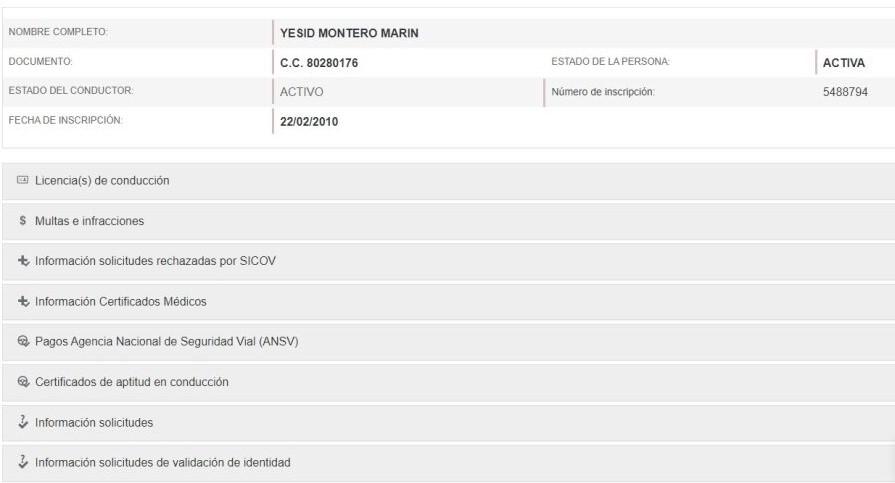 NOMBRE COMPLETO: YESID MONTERO MARIN
DOCUMENTO: C.C. 80280176 ESTADO DE LA PERSONA: ACTIVA
ESTADO DEL CONDUCTOR: ACTIVO Número de inscripción: 5488794
FECHA DE INSCRIPCIÓN: 22/02/2010
Licencia(s) de conducción
$ Multas e infracciones
Información solicitudes rechazadas por SICOV
Información Certificados Médicos
Pagos Agencia Nacional de Seguridad Vial (ANSV)
Certificados de aptitud en conducción
Información solicitudes
Información solicitudes de validación de identidad